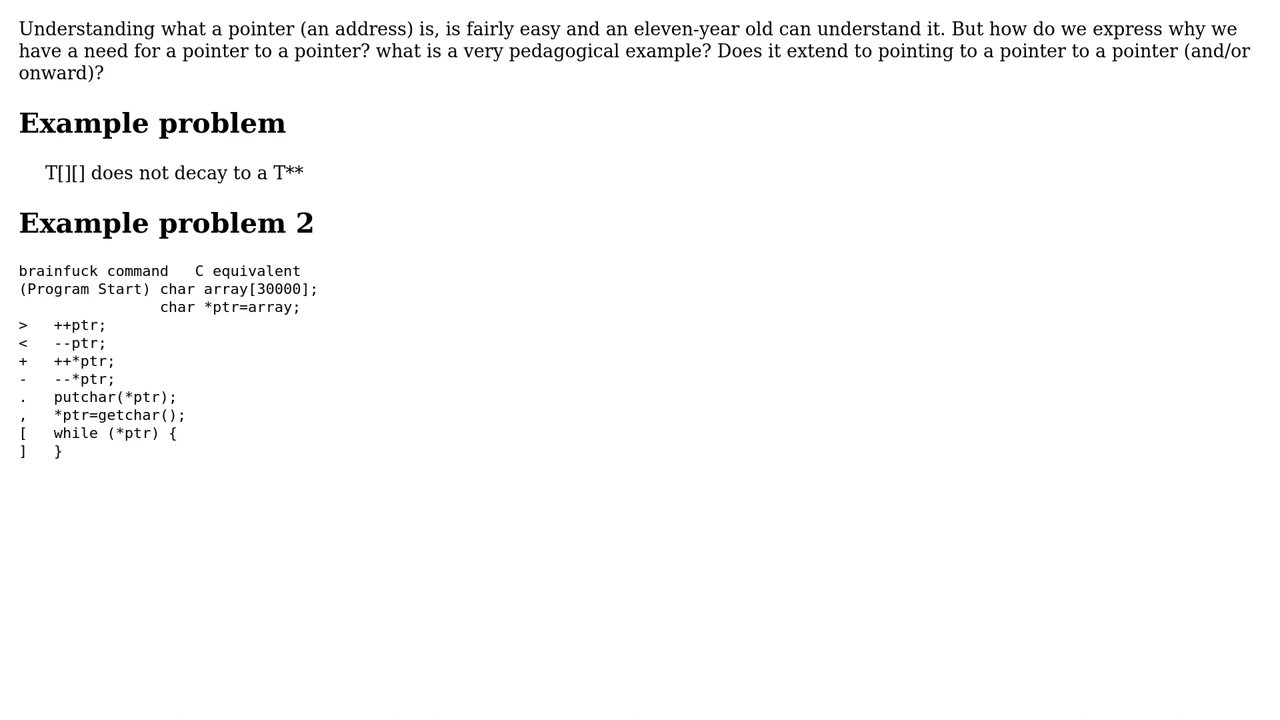 Understanding what a pointer (an address) is, is fairly easy and an eleven-year old can understand it. But how do we express why we
have a need for a pointer to a pointer? what is a very pedagogical example? Does it extend to pointing to a pointer to a pointer (and/or
onward)?
Example problem
T[][] does not decay to a T**
Example problem 2
brainfuck command   C equivalent
(Program Start) char array[30000];
                char *ptr=array;
>   ++ptr;
<   --ptr;
+   ++*ptr;
-   --*ptr;
.   putchar(*ptr);
,   *ptr=getchar();
[   while (*ptr) {
]   }